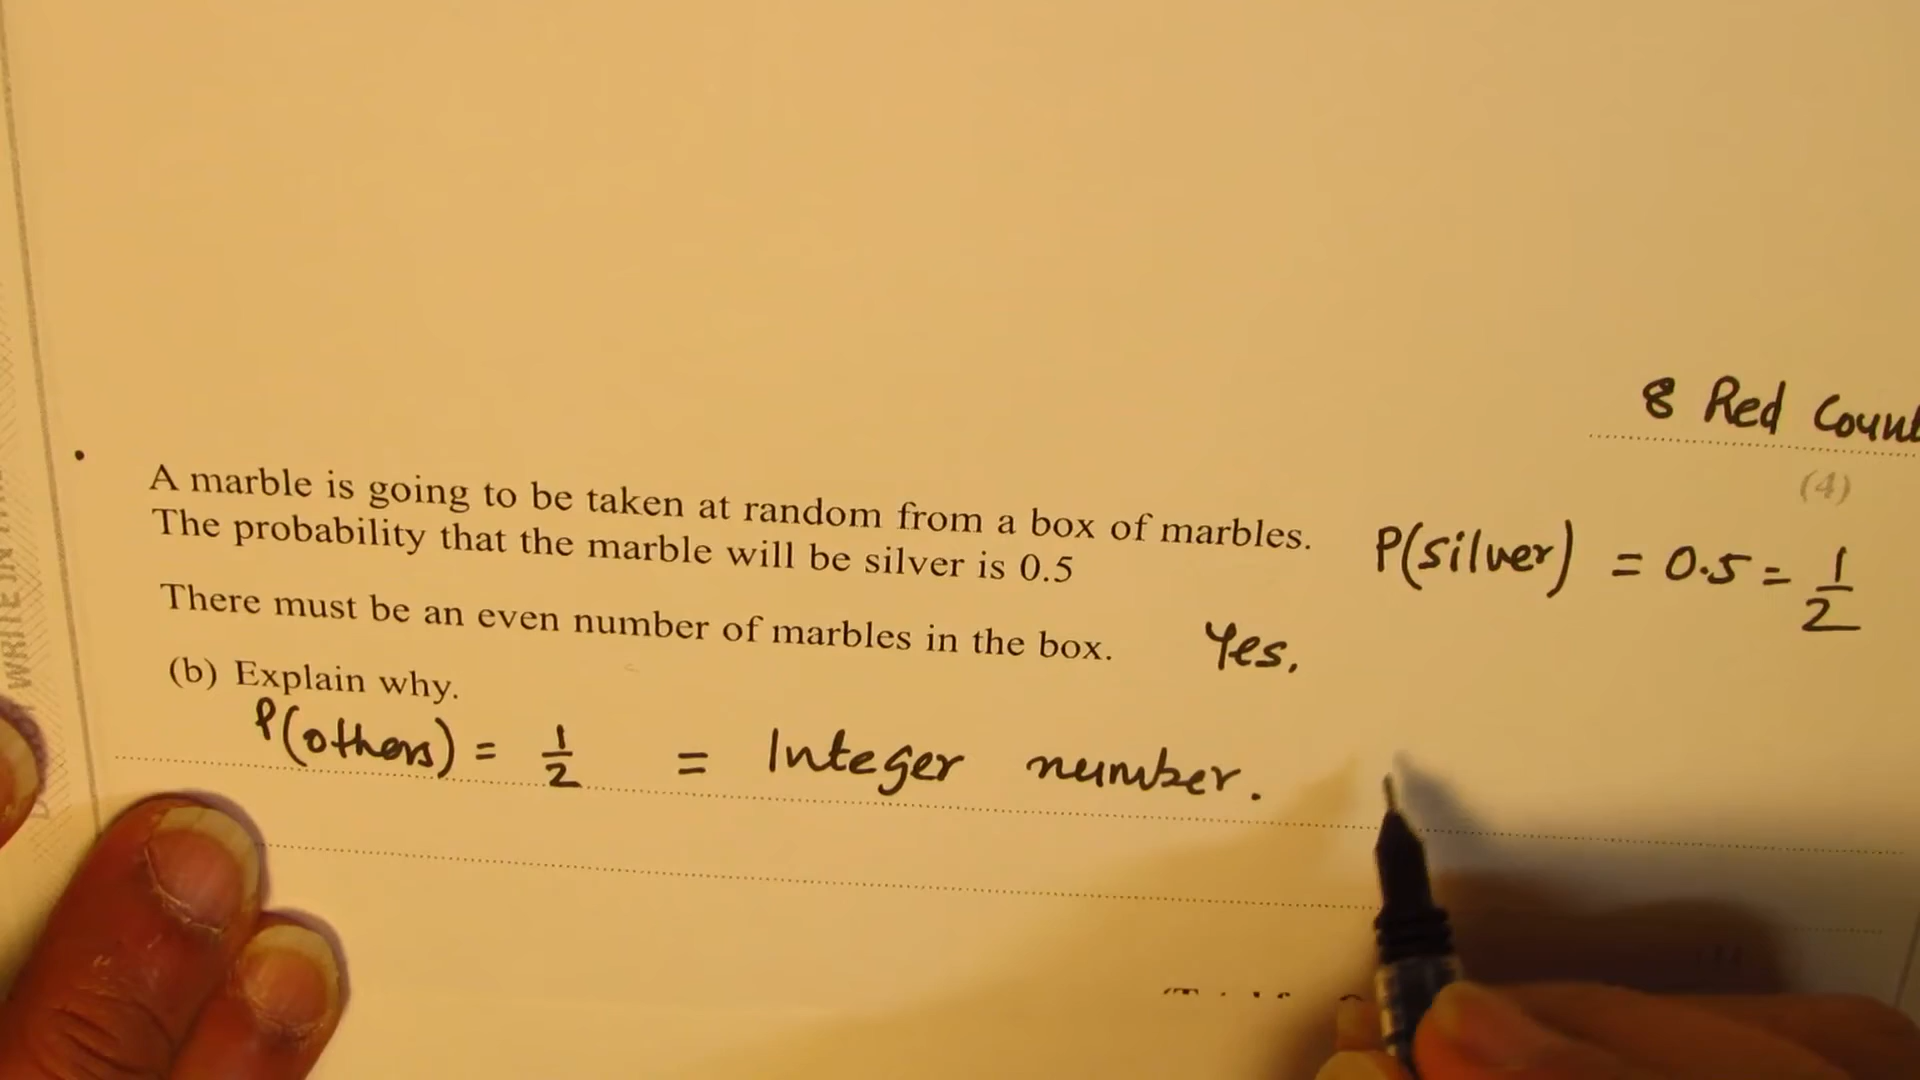 8 Red Count
(4)
A marble is going to be taken at random from a box of marbles.
The probability that the marble will be silver is 0.5
P(silver) = 0.5 = 1/2
There must be an even number of marbles in the box. Yes.
(b) Explain why.
P(others) = 1/2 = Integer number.